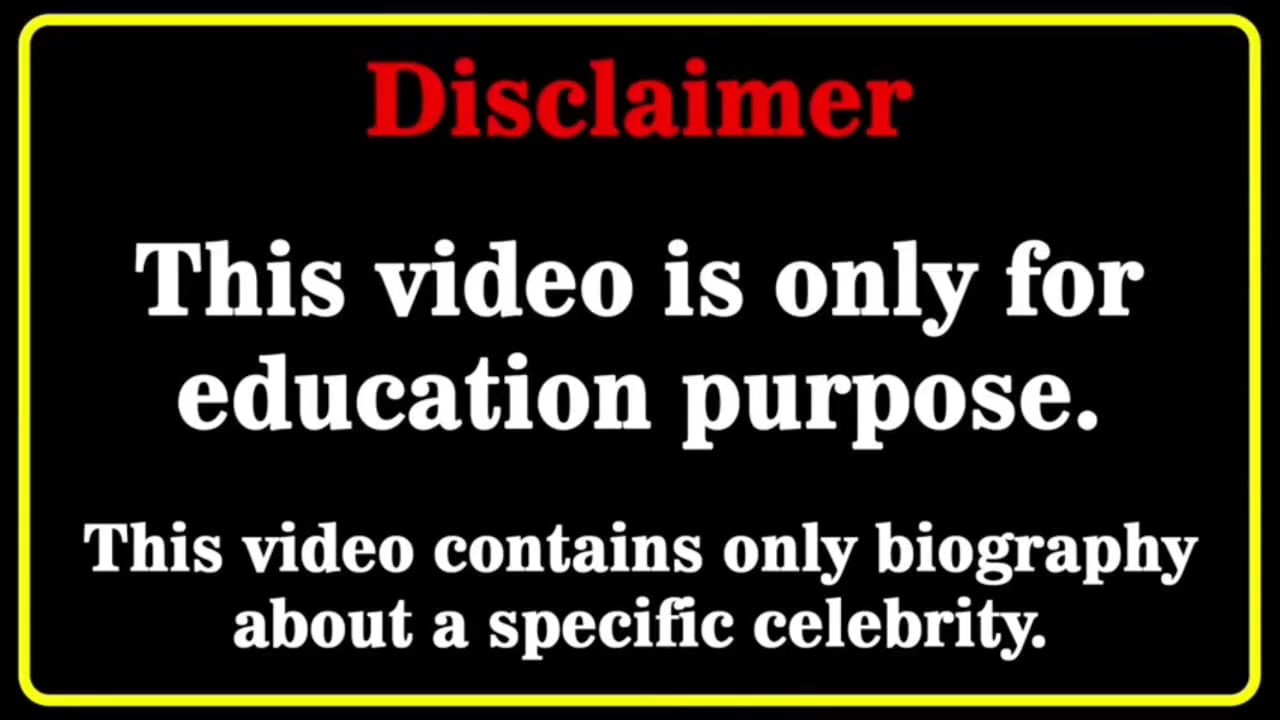 Disclaimer
This video is only for
education purpose.
This video contains only biography
about a specific celebrity.